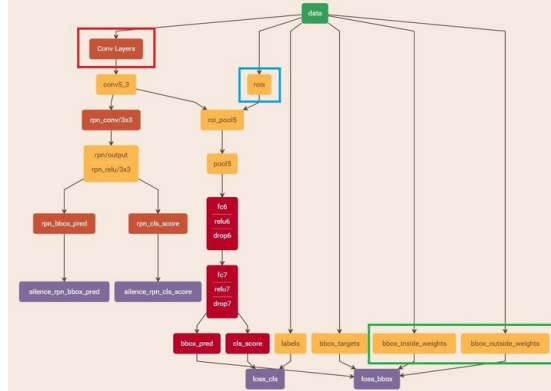 data
Conv Layers
conv5_3
rois
rpn_conv/3x3
roi_pool5
rpn/output
rpn_relu/3x3
pool5
fc6
relu6
drop6
rpn_bbox_pred
rpn_cls_score
fc7
relu7
drop7
silence_rpn_bbox_pred
silence_rpn_cls_score
bbox_pred
cls_score
labels
bbox_targets
bbox_inside_weights
bbox_outside_weights
loss_cls
loss_bbox